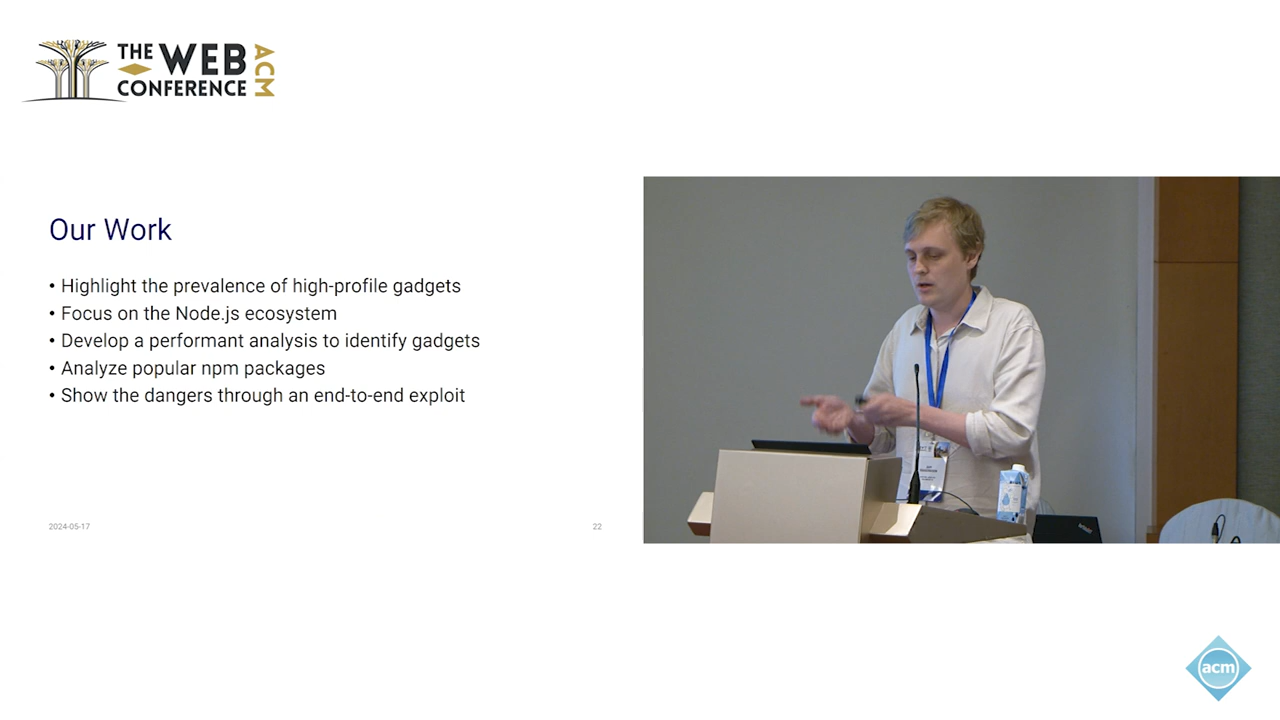 THE WEB
CONFERENCE
ACM
Our Work
• Highlight the prevalence of high-profile gadgets
• Focus on the Node.js ecosystem
• Develop a performant analysis to identify gadgets
• Analyze popular npm packages
• Show the dangers through an end-to-end exploit
2024-05-17
22
acm